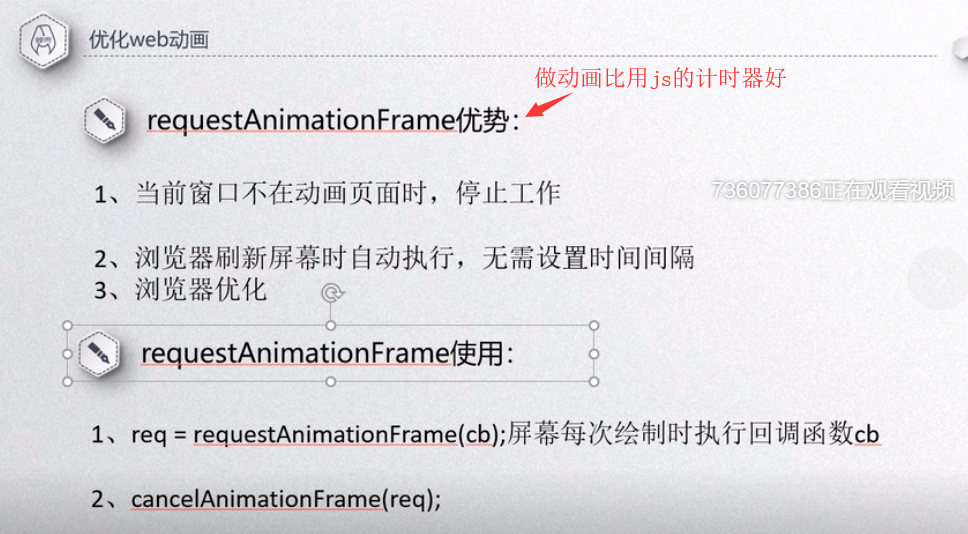 优化web动画
做动画比用js的计时器好
requestAnimationFrame优势：
1、当前窗口不在动画页面时，停止工作
736077386正在观看视频
2、浏览器刷新屏幕时自动执行，无需设置时间间隔
3、浏览器优化
requestAnimationFrame使用：
1、req = requestAnimationFrame(cb);屏幕每次绘制时执行回调函数cb
2、cancelAnimationFrame(req);